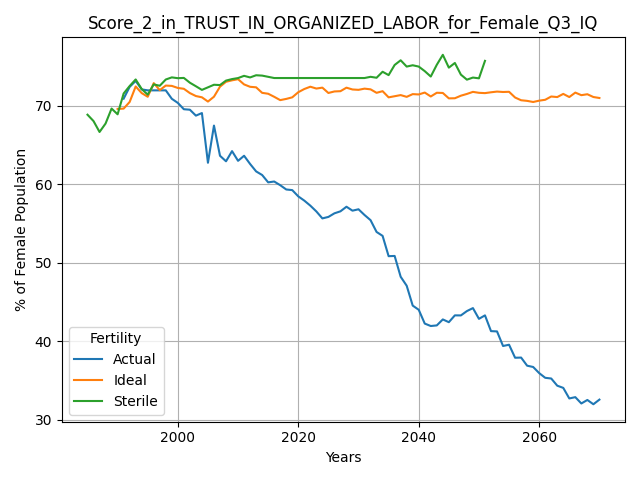 Score_2_in_TRUST_IN_ORGANIZED_LABOR_for_Female_Q3_IQ
% of Female Population
70
60
50
40
30
Fertility
Actual
Ideal
Sterile
2000 2020 2040 2060
Years